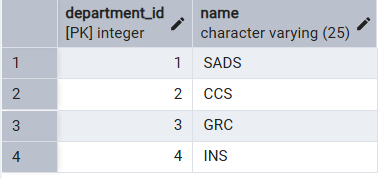 department_id name
[PK] integer character varying (25)
1 1 SADS
2 2 CCS
3 3 GRC
4 4 INS